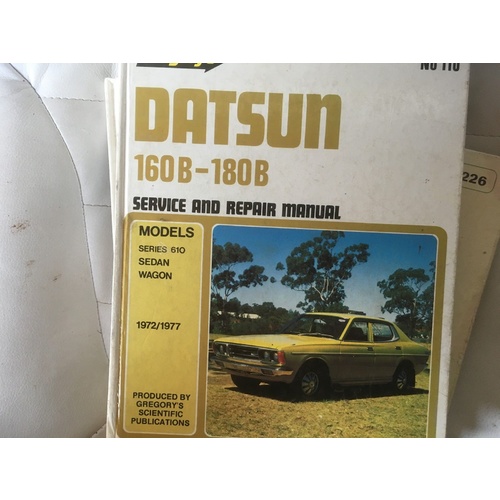 No 116
DATSUN
160B-180B
SERVICE AND REPAIR MANUAL
MODELS
SERIES 610
SEDAN
WAGON
1972/1977
PRODUCED BY
GREGORY'S
SCIENTIFIC
PUBLICATIONS
226